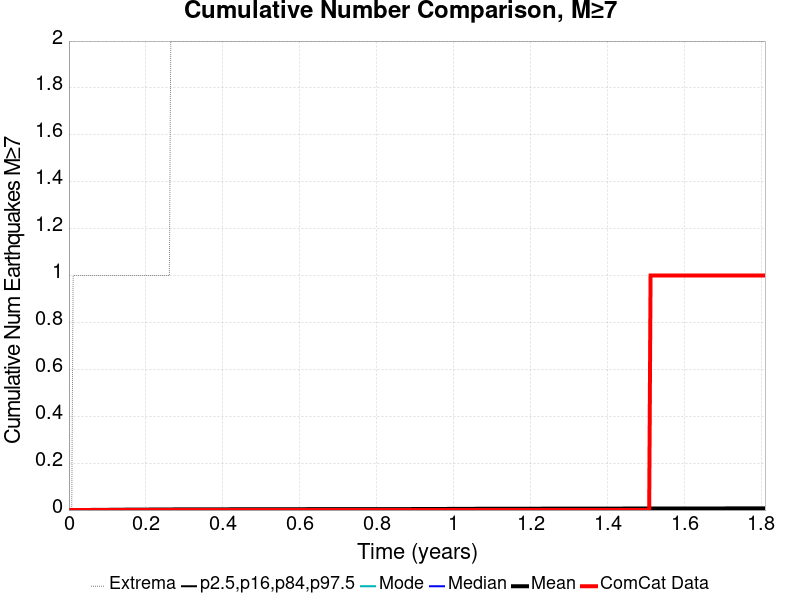 Cumulative Number Comparison, M≥7
Cumulative Num Earthquakes M≥7
2
1.8
1.6
1.4
1.2
1
0.8
0.6
0.4
0.2
0
0 0.2 0.4 0.6 0.8 1 1.2 1.4 1.6 1.8
Time (years)
Extrema p2.5,p16,p84,p97.5 Mode Median Mean ComCat Data